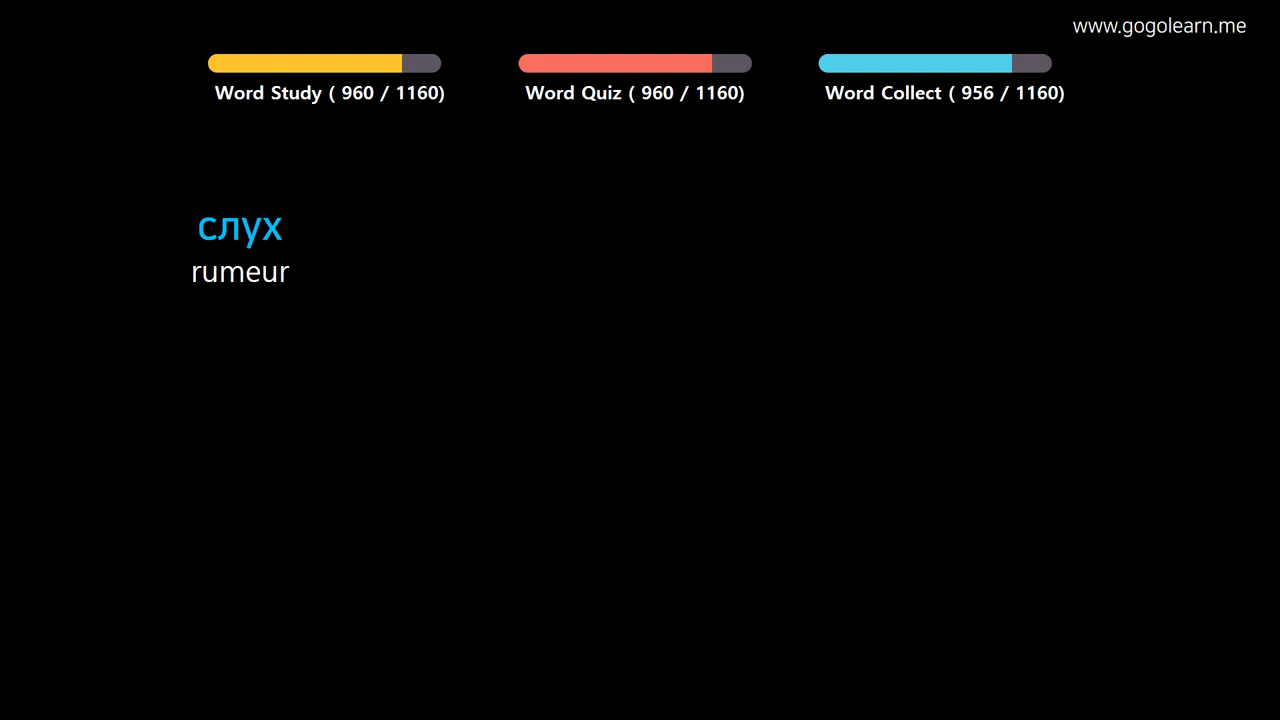 www.gogolearn.me
Word Study ( 960 / 1160)
Word Quiz ( 960 / 1160)
Word Collect ( 956 / 1160)
слух
rumeur